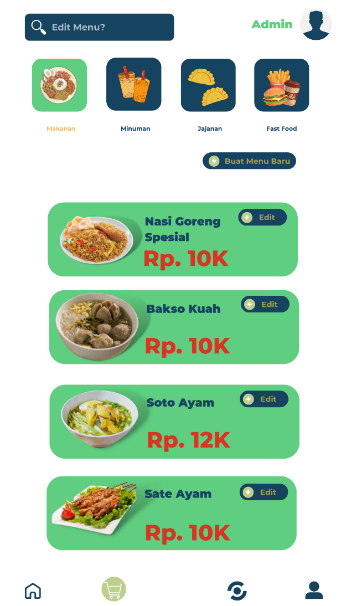 Edit Menu?
Admin
Makanan
Minuman
Jajanan
Fast Food
Buat Menu Baru
Nasi Goreng
Spesial
Edit
Rp. 10K
Bakso Kuah
Edit
Rp. 10K
Soto Ayam
Edit
Rp. 12K
Sate Ayam
Edit
Rp. 10K